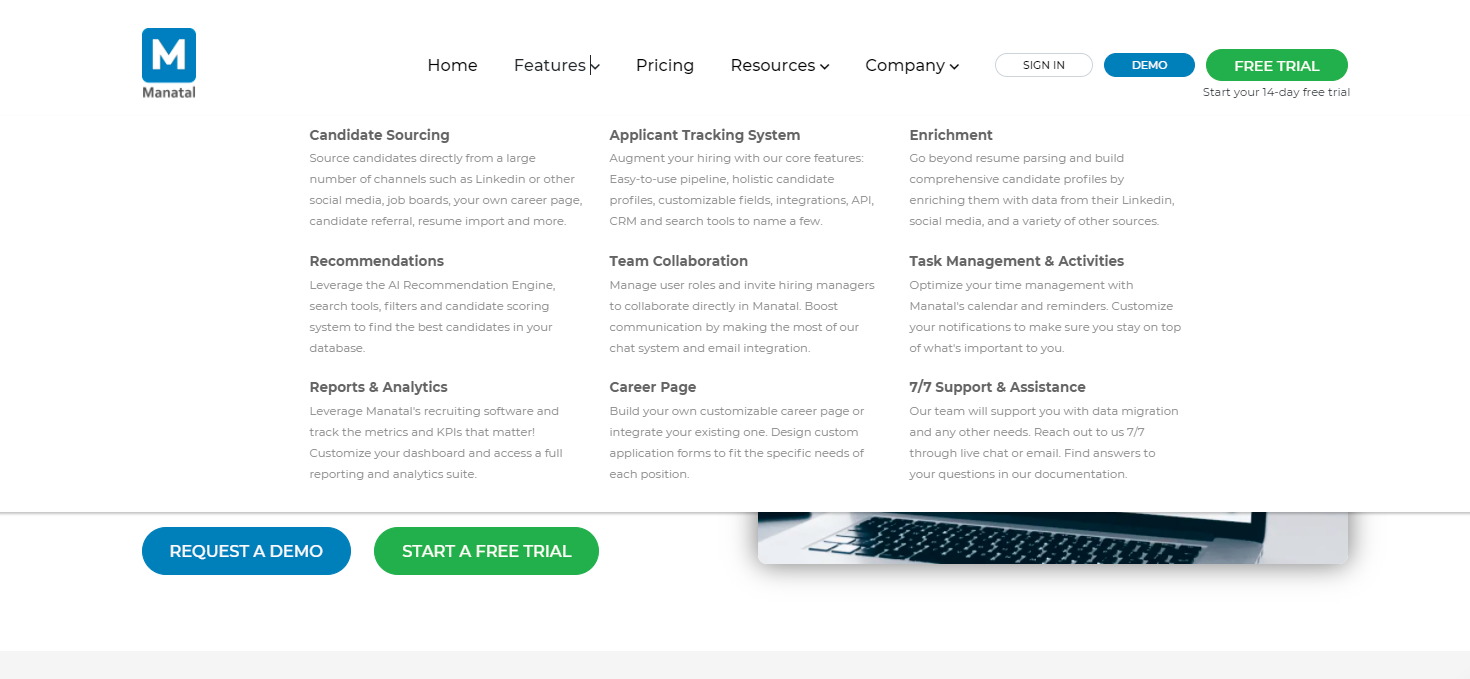 M
Manatal
Home Features Pricing Resources Company SIGN IN DEMO FREE TRIAL
Start your 14-day free trial
Candidate Sourcing
Source candidates directly from a large
number of channels such as Linkedin or other
social media, job boards, your own career page,
candidate referral, resume import and more.
Applicant Tracking System
Augment your hiring with our core features:
Easy-to-use pipeline, holistic candidate
profiles, customizable fields, integrations, API,
CRM and search tools to name a few.
Enrichment
Go beyond resume parsing and build
comprehensive candidate profiles by
enriching them with data from their Linkedin,
social media, and a variety of other sources.
Recommendations
Leverage the AI Recommendation Engine,
search tools, filters and candidate scoring
system to find the best candidates in your
database.
Team Collaboration
Manage user roles and invite hiring managers
to collaborate directly in Manatal. Boost
communication by making the most of our
chat system and email integration.
Task Management & Activities
Optimize your time management with
Manatal's calendar and reminders. Customize
your notifications to make sure you stay on top
of what's important to you.
Reports & Analytics
Leverage Manatal's recruiting software and
track the metrics and KPIs that matter!
Customize your dashboard and access a full
reporting and analytics suite.
Career Page
Build your own customizable career page or
integrate your existing one. Design custom
application forms to fit the specific needs of
each position.
7/7 Support & Assistance
Our team will support you with data migration
and any other needs. Reach out to us 7/7
through live chat or email. Find answers to
your questions in our documentation.
REQUEST A DEMO START A FREE TRIAL